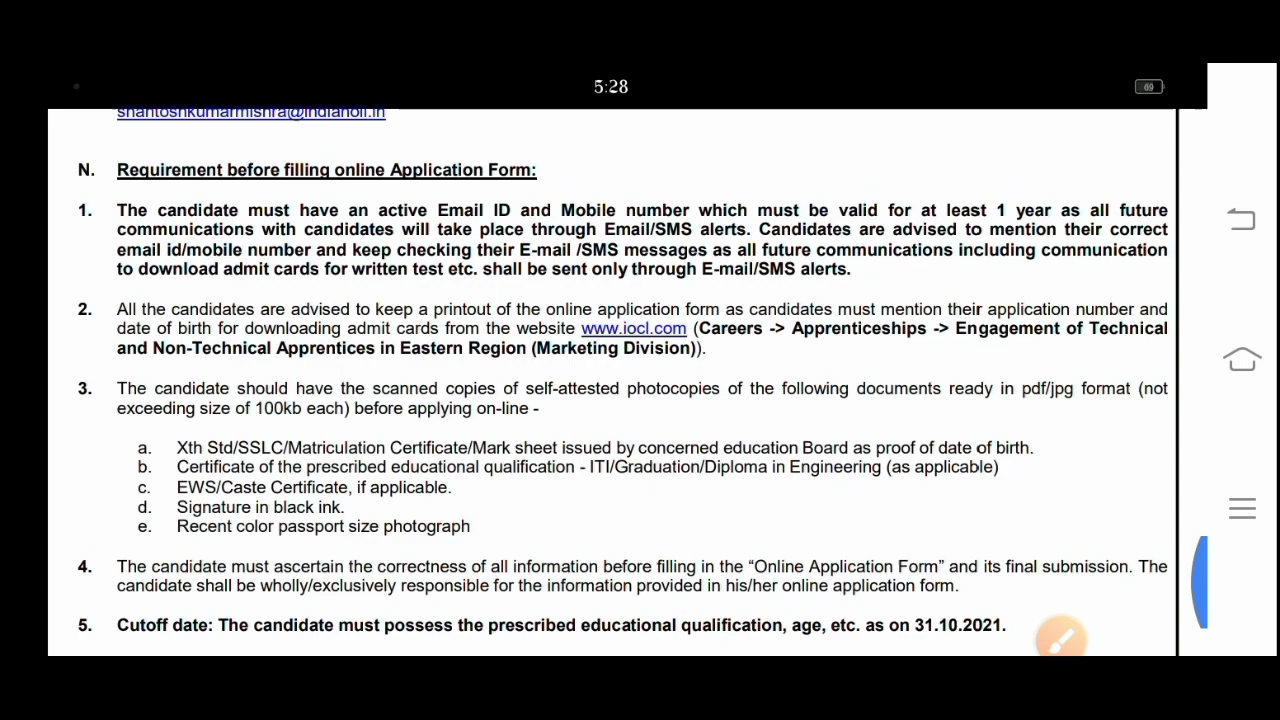 5:28
69
shantoshkumarmishra@indianoil.in
N. Requirement before filling online Application Form:
1. The candidate must have an active Email ID and Mobile number which must be valid for at least 1 year as all future
communications with candidates will take place through Email/SMS alerts. Candidates are advised to mention their correct
email id/mobile number and keep checking their E-mail /SMS messages as all future communications including communication
to download admit cards for written test etc. shall be sent only through E-mail/SMS alerts.
2. All the candidates are advised to keep a printout of the online application form as candidates must mention their application number and
date of birth for downloading admit cards from the website www.iocl.com (Careers -> Apprenticeships -> Engagement of Technical
and Non-Technical Apprentices in Eastern Region (Marketing Division)).
3. The candidate should have the scanned copies of self-attested photocopies of the following documents ready in pdf/jpg format (not
exceeding size of 100kb each) before applying on-line -
a. Xth Std/SSLC/Matriculation Certificate/Mark sheet issued by concerned education Board as proof of date of birth.
b. Certificate of the prescribed educational qualification - ITI/Graduation/Diploma in Engineering (as applicable)
c. EWS/Caste Certificate, if applicable.
d. Signature in black ink.
e. Recent color passport size photograph
4. The candidate must ascertain the correctness of all information before filling in the “Online Application Form” and its final submission. The
candidate shall be wholly/exclusively responsible for the information provided in his/her online application form.
5. Cutoff date: The candidate must possess the prescribed educational qualification, age, etc. as on 31.10.2021.